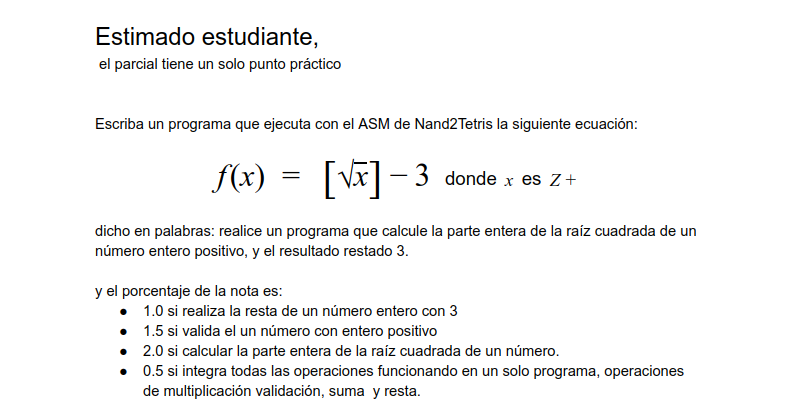 Estimado estudiante,
el parcial tiene un solo punto práctico
Escriba un programa que ejecuta con el ASM de Nand2Tetris la siguiente ecuación:
f(x) = [√x] − 3 donde x es Z +
dicho en palabras: realice un programa que calcule la parte entera de la raíz cuadrada de un
número entero positivo, y el resultado restado 3.
y el porcentaje de la nota es:
● 1.0 si realiza la resta de un número entero con 3
● 1.5 si valida el un número con entero positivo
● 2.0 si calcular la parte entera de la raíz cuadrada de un número.
● 0.5 si integra todas las operaciones funcionando en un solo programa, operaciones
de multiplicación validación, suma y resta.